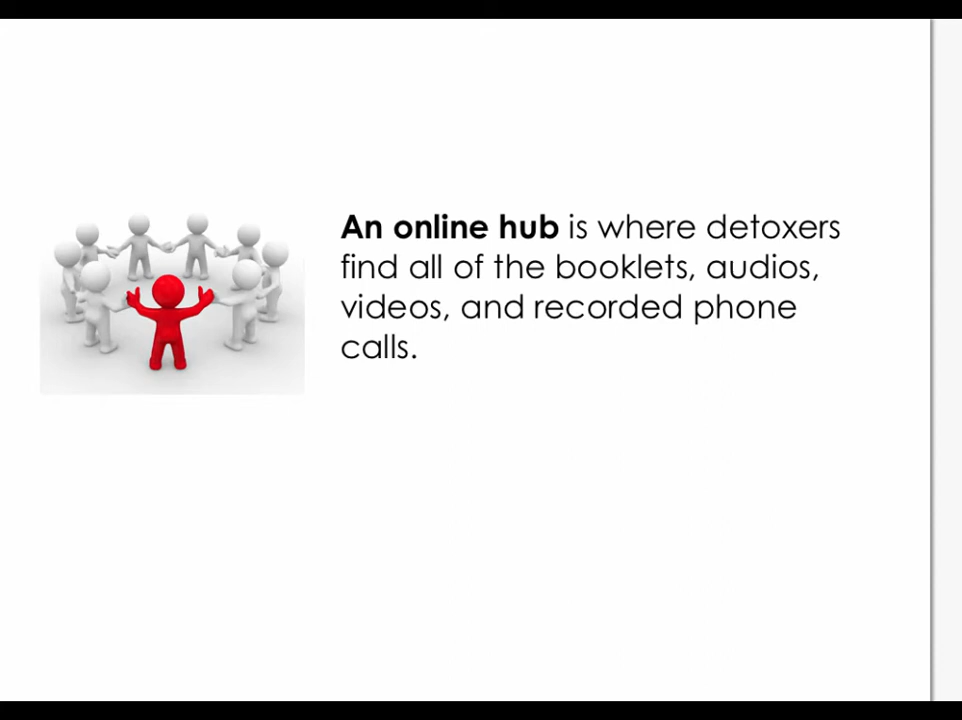 An online hub is where detoxers
find all of the booklets, audios,
videos, and recorded phone
calls.